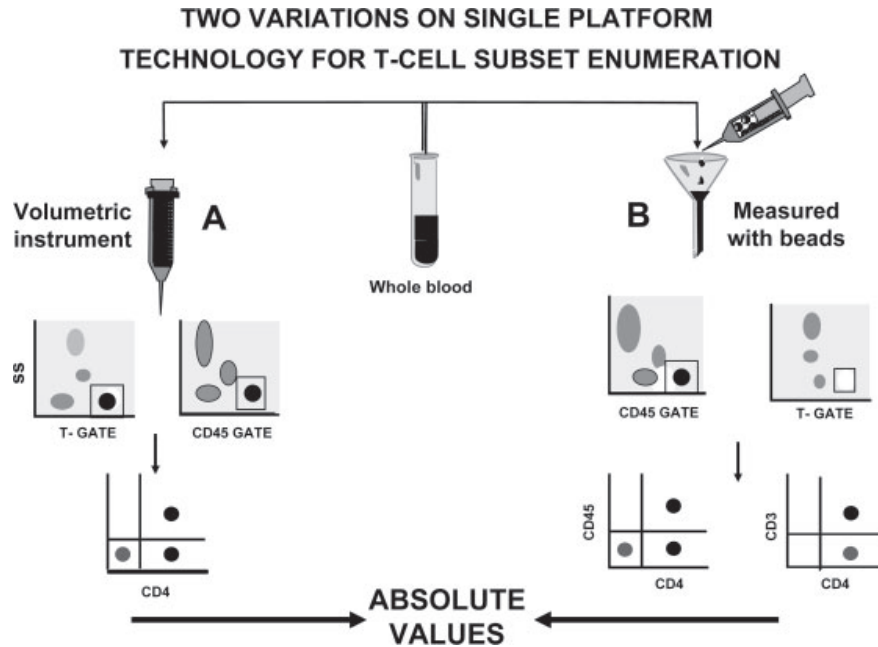 TWO VARIATIONS ON SINGLE PLATFORM
TECHNOLOGY FOR T-CELL SUBSET ENUMERATION
Volumetric
instrument
A
Whole blood
B
Measured
with beads
SS
T- GATE
CD45 GATE
CD45 GATE
T- GATE
CD4
CD45
CD4
CD3
CD4
ABSOLUTE
VALUES